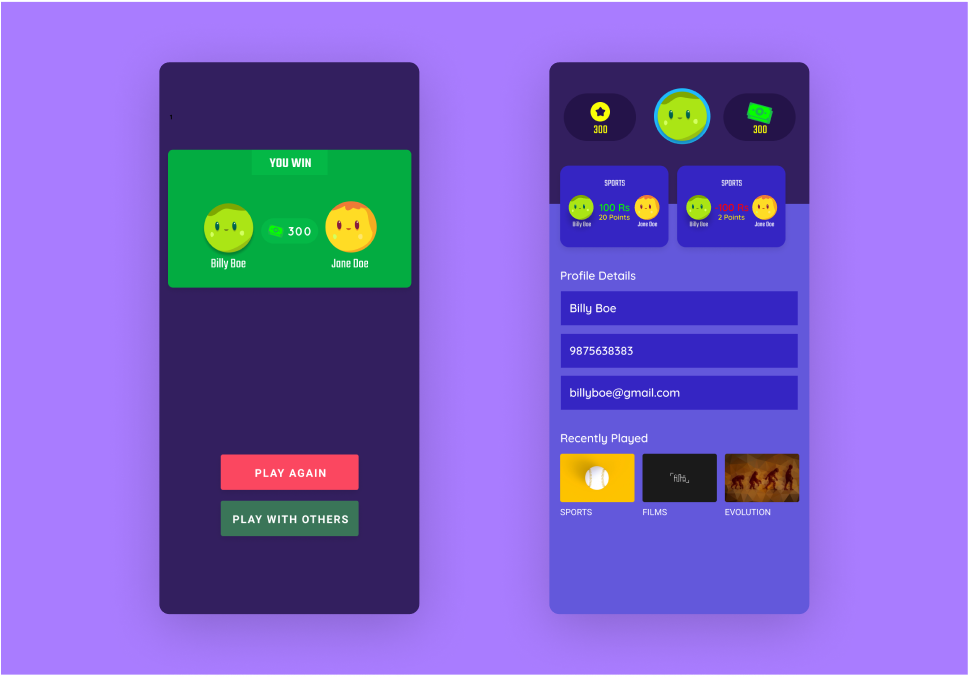 1
YOU WIN
300
Billy Boe
Jane Doe
PLAY AGAIN
PLAY WITH OTHERS
300
300
SPORTS
100 Rs
20 Points
Billy Boe
Jane Doe
SPORTS
-100 Rs
2 Points
Billy Boe
Jane Doe
Profile Details
Billy Boe
9875638383
billyboe@gmail.com
Recently Played
SPORTS
FILMS
EVOLUTION